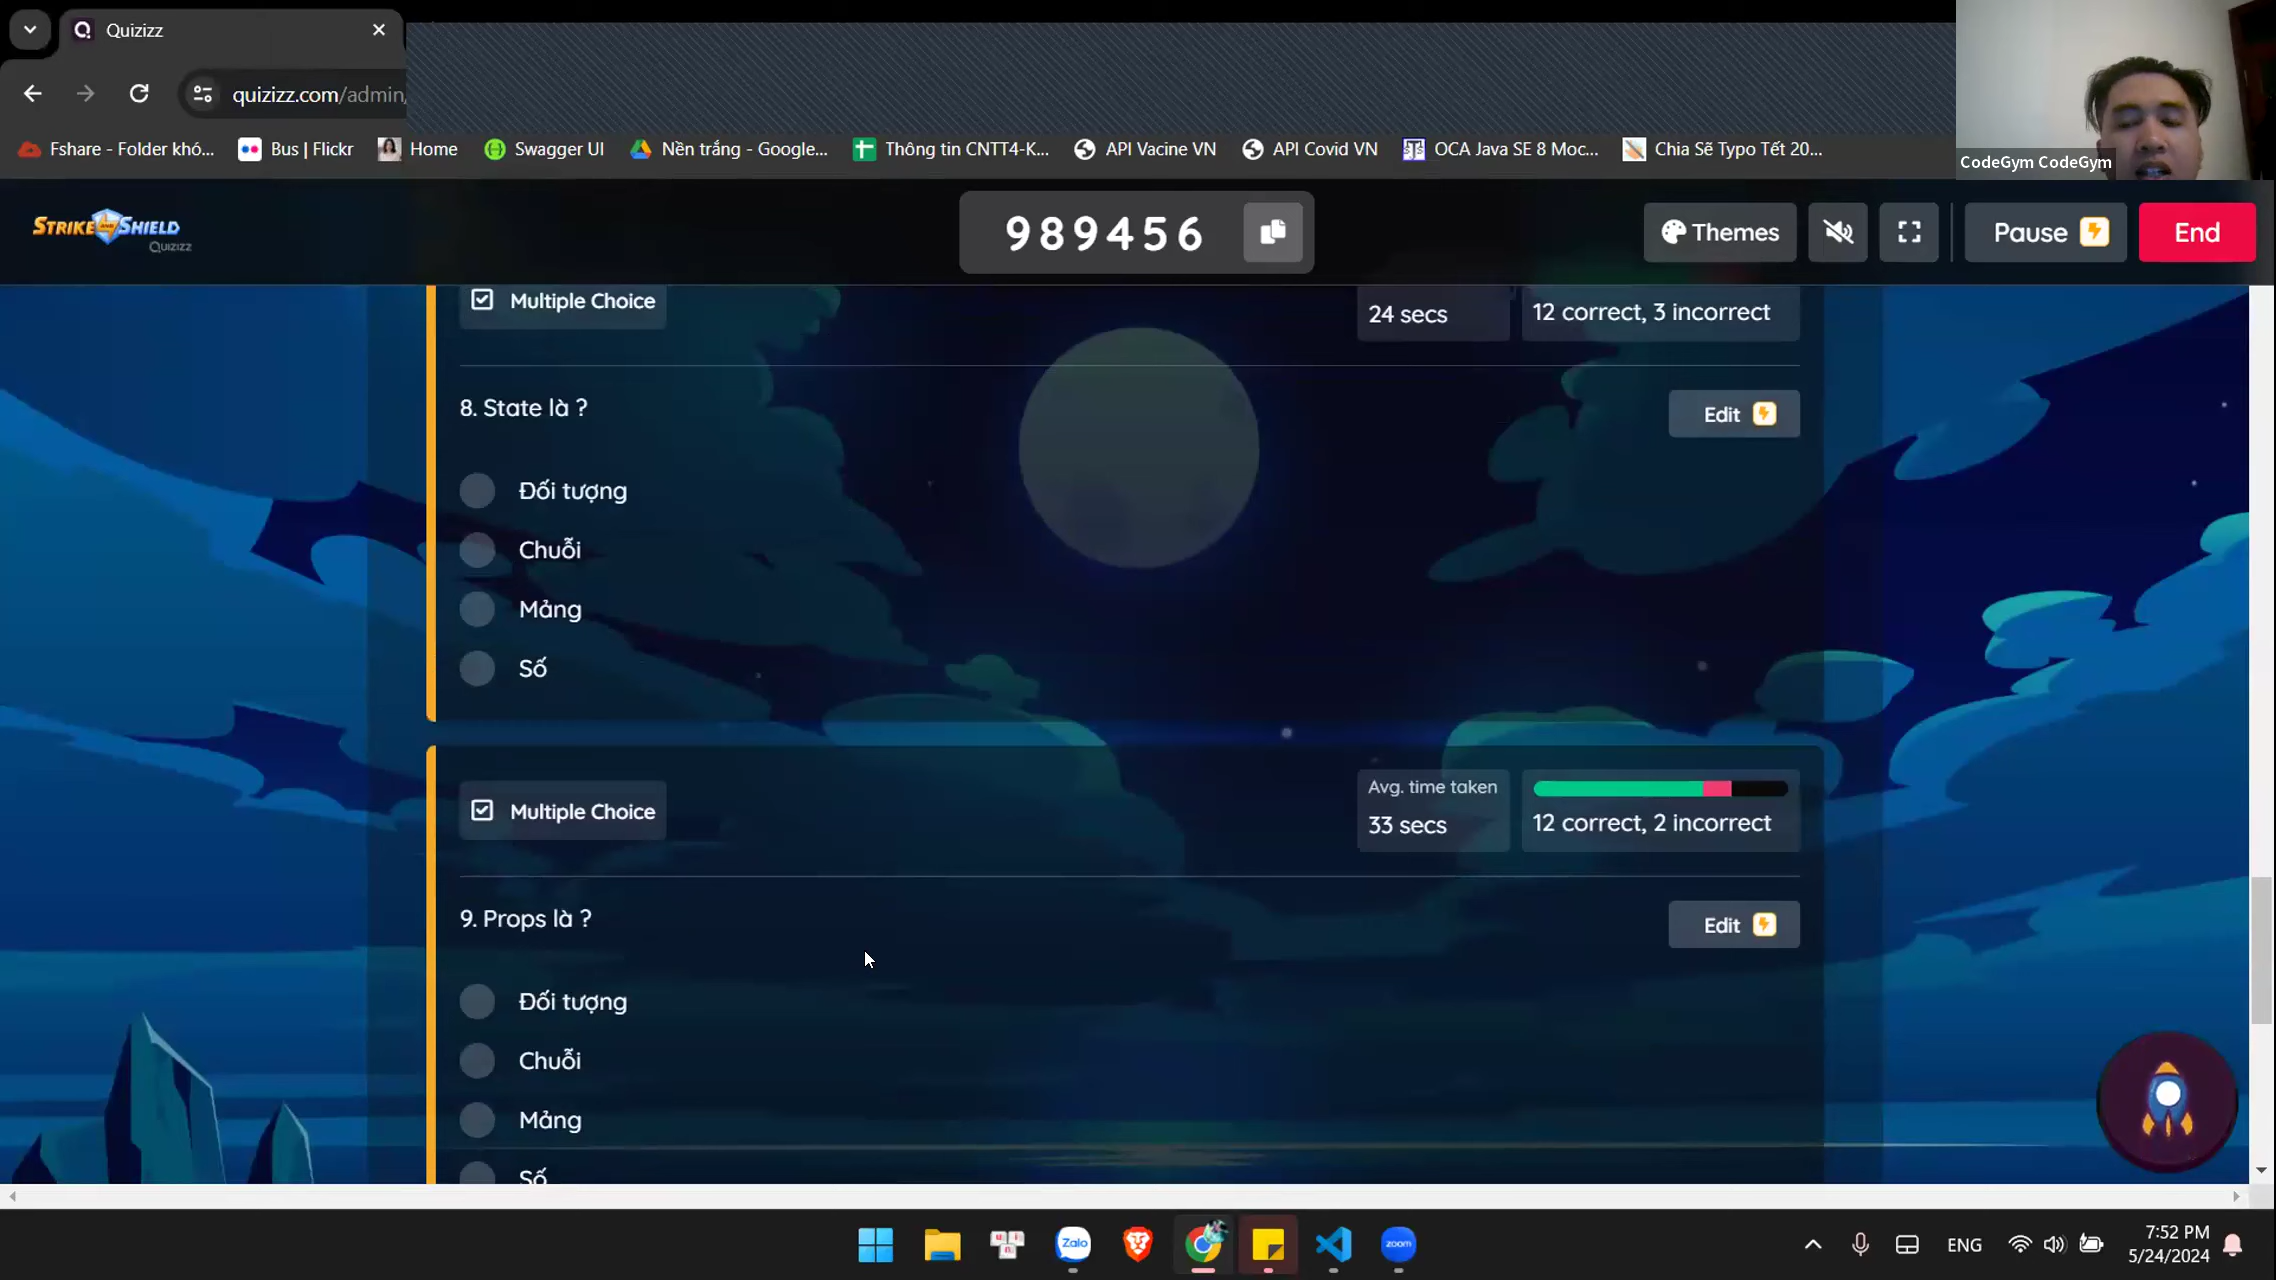 Quizizz
quizizz.com/admin/
Fshare - Folder khó...
Bus | Flickr
Home
Swagger UI
Nền trắng - Google...
Thông tin CNTT4-K...
API Vacine VN
API Covid VN
OCA Java SE 8 Moc...
Chia Sẽ Typo Tết 20...
CodeGym CodeGym
STRIKE AND SHIELD
QUIZIZZ
989456
Themes
Pause
End
Multiple Choice
24 secs
12 correct, 3 incorrect
8. State là ?
Edit
Đối tượng
Chuỗi
Mảng
Số
Multiple Choice
Avg. time taken
33 secs
12 correct, 2 incorrect
9. Props là ?
Edit
Đối tượng
Chuỗi
Mảng
Số
Zalo
zoom
ENG
7:52 PM
5/24/2024